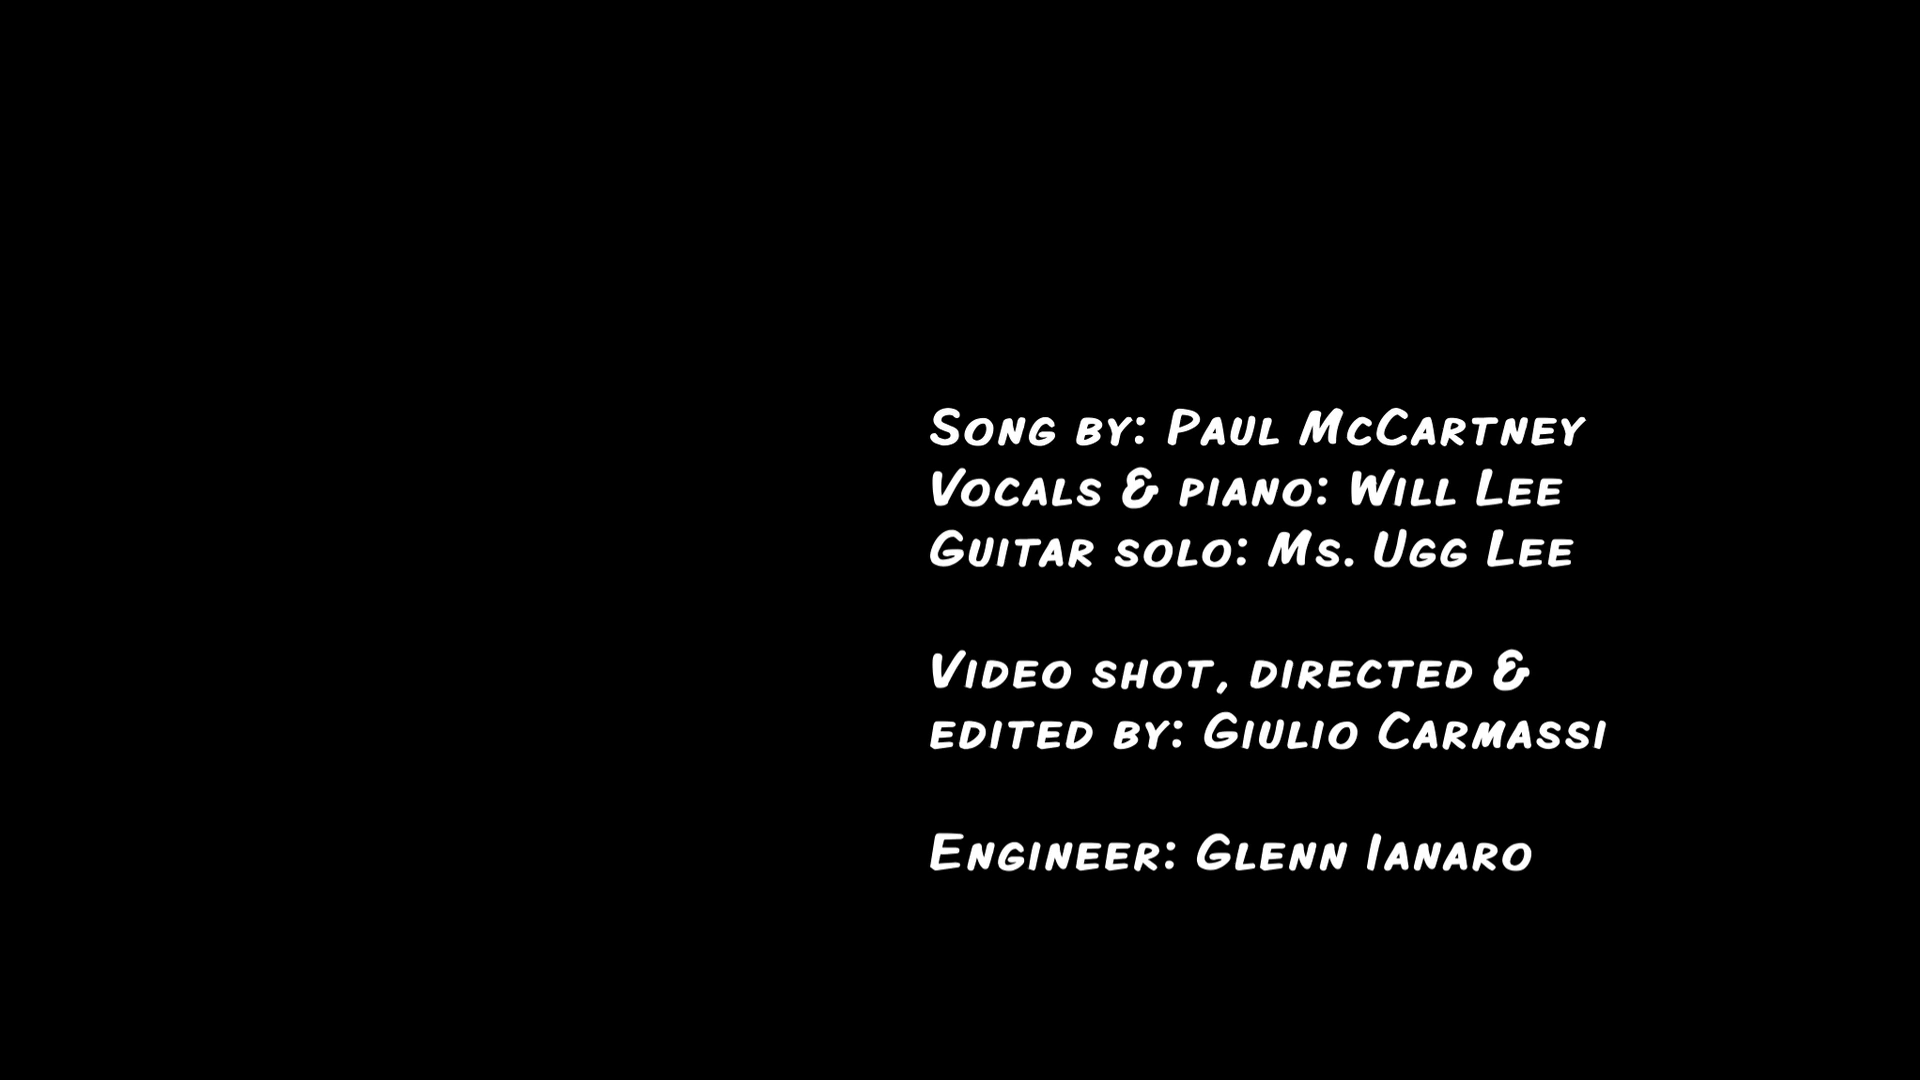 Song by: Paul McCartney
Vocals & piano: Will Lee
Guitar solo: Ms. Ugg Lee
Video shot, directed &
edited by: Giulio Carmassi
Engineer: Glenn Ianaro